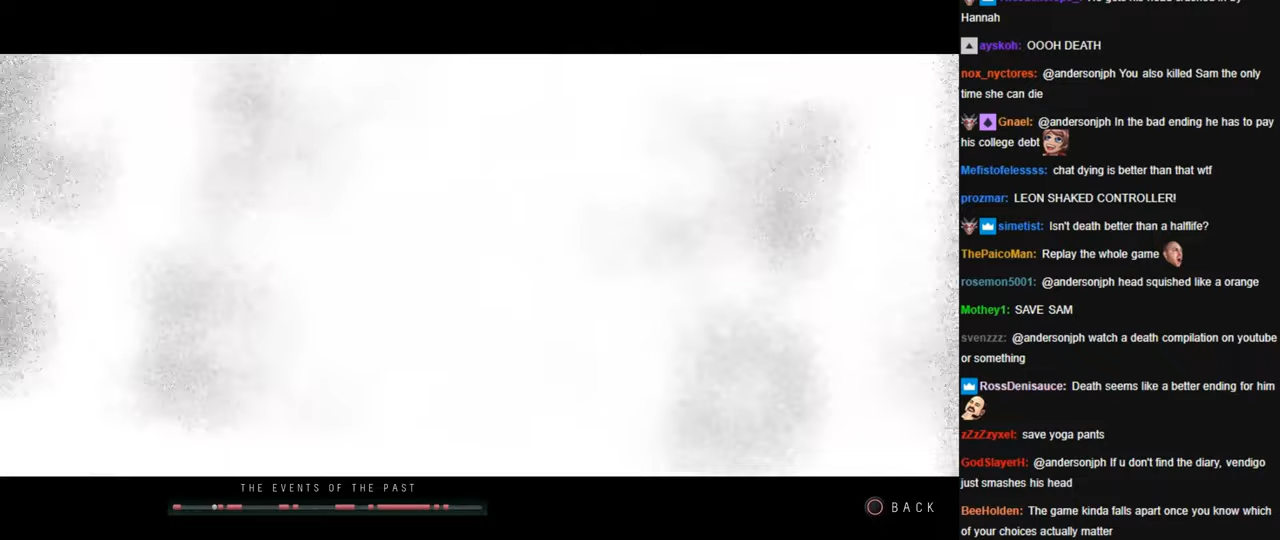 THE EVENTS OF THE PAST
BACK
Hannah
ayskoh: OOOH DEATH
nox_nyctores: @andersonjph You also killed Sam the only
time she can die
Gnael: @andersonjph In the bad ending he has to pay
his college debt
Mefistofelessss: chat dying is better than that wtf
prozmar: LEON SHAKED CONTROLLER!
simetist: Isn't death better than a halflife?
ThePaicoMan: Replay the whole game
rosemon5001: @andersonjph head squished like a orange
Mothey1: SAVE SAM
svenzzz: @andersonjph watch a death compilation on youtube
or something
RossDenisauce: Death seems like a better ending for him
zZzZzyxel: save yoga pants
GodSlayerH: @andersonjph If u don't find the diary, vendigo
just smashes his head
BeeHolden: The game kinda falls apart once you know which
of your choices actually matter